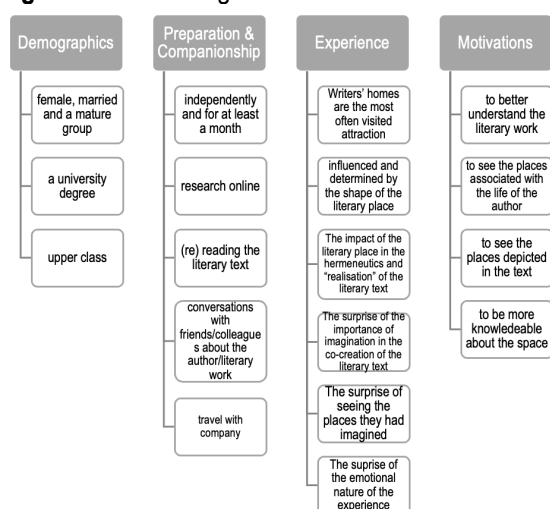 Demographics
female, married
and a mature
group
a university
degree
upper class
Preparation &
Companionship
independently
and for at least
a month
research online
(re) reading the
literary text
conversations
with
friends/colleague
s about the
author/literary
work
travel with
company
Experience
Writers' homes
are the most
often visited
attraction
influenced and
determined by
the shape of the
literary place
The impact of the
literary place in the
hermeneutics and
"realisation" of the
literary text
The surprise of the
importance of
imagination in the
co-creation of the
literary text
The surprise of
seeing the
places they had
imagined
The suprise of
the emotional
nature of the
experience
Motivations
to better
understand the
literary work
to see the places
associated with
the life of the
author
to see the
places depicted
in the text
to be more
knowledeable
about the space